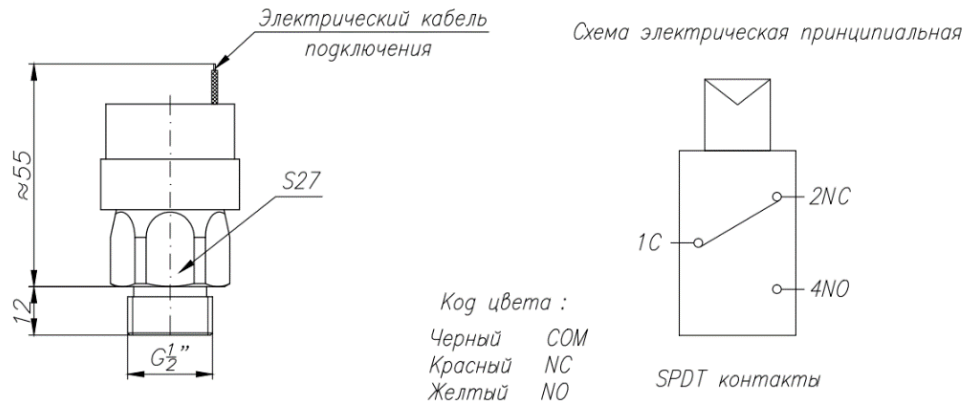 Электрический кабель
подключения
Схема электрическая принципиальная
≈55
S27
2NC
1C
4NO
12
G½”
Код цвета :
Черный COM
Красный NC
Желтый NO
SPDT контакты